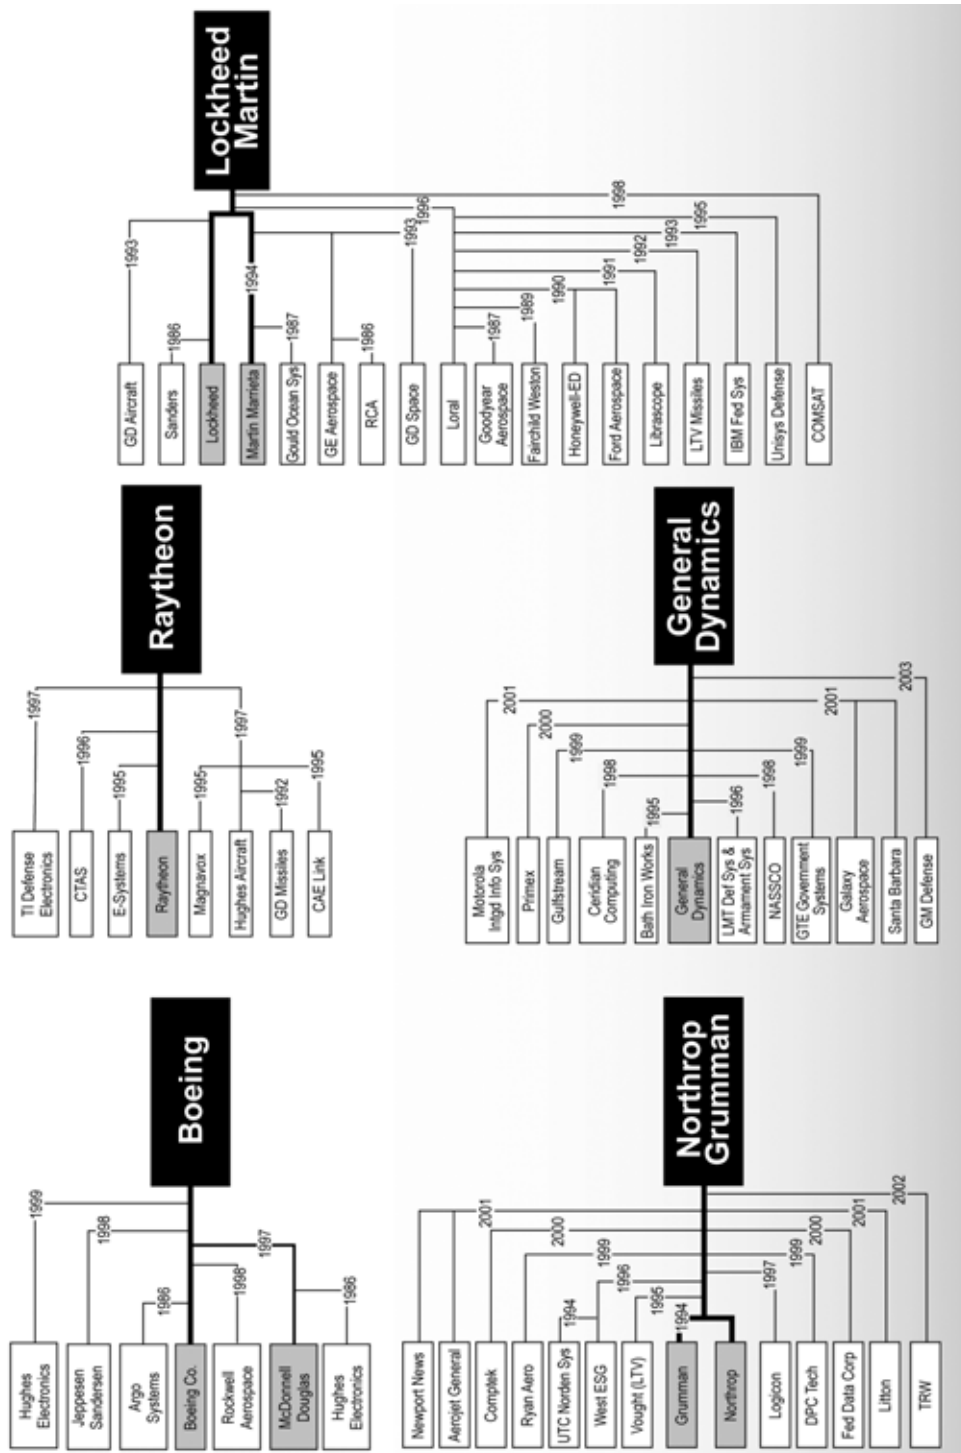 Boeing
Hughes
Electronics
1999
Jeppesen
Sandersen
1998
Argo
Systems
1986
Boeing Co.
Rockwell
Aerospace
1998
McDonnell
Douglas
1997
Hughes
Electronics
1986
Raytheon
TI Defense
Electronics
1997
CTAS
1996
E-Systems
1995
Raytheon
Magnavox
1995
Hughes Aircraft
1997
GD Missiles
1992
CAE Link
1995
Lockheed
Martin
GD Aircraft
1993
Sanders
1986
Lockheed
Martin Marrieta
1994
Gould Ocean Sys
1987
GE Aerospace
RCA
1986
GD Space
1993
Loral
1996
Goodyear
Aerospace
1987
Fairchild Weston
1989
Honeywell-ED
1990
Ford Aerospace
Librascope
1991
LTV Missiles
1992
IBM Fed Sys
1993
Unisys Defense
1995
COMSAT
1998
Northrop
Grumman
Newport News
2001
Aerojet General
Comptek
2000
Ryan Aero
1999
UTC Norden Sys
1994
West ESG
1996
Vought (LTV)
1995
Grumman
1994
Northrop
Logicon
1997
DPC Tech
1999
Fed Data Corp
2000
Litton
2001
TRW
2002
General
Dynamics
Motorola
Intgd Info Sys
2001
Primex
2000
Gulfstream
1999
Ceridian
Computing
1998
Bath Iron Works
1995
General
Dynamics
LMT Def Sys &
Armament Sys
1996
NASSCO
1998
GTE Government
Systems
1999
Galaxy
Aerospace
2001
Santa Barbara
GM Defense
2003